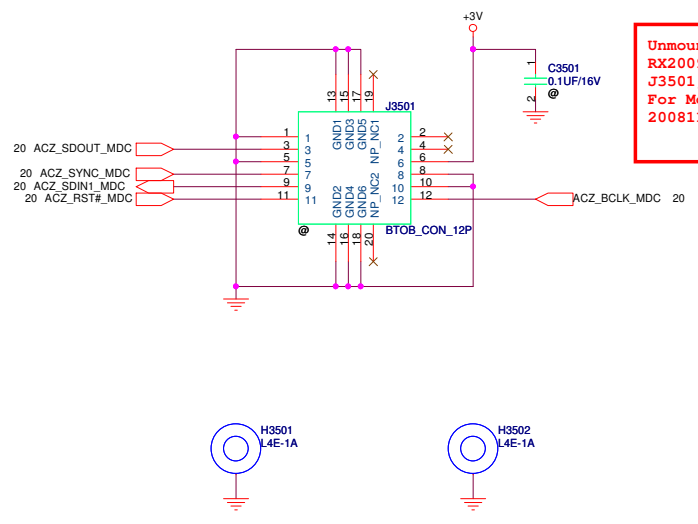 +3V
Unmour
RX200
J3501
For M
20081
C3501
0.1UF/16V
@
1
2
J3501
13 15 17 19
GND1 GND3 GND5 NP_NC1
20 ACZ_SDOUT_MDC
20 ACZ_SYNC_MDC
20 ACZ_SDIN1_MDC
20 ACZ_RST#_MDC
1 1
3 3
5 5
7 7
9 9
11 11
2 2
4 4
6 6
8 8
10 10
12 12
ACZ_BCLK_MDC 20
GND2 GND4 GND6 NP_NC2
14 16 18 20
@
BTOB_CON_12P
H3501
L4E-1A
H3502
L4E-1A